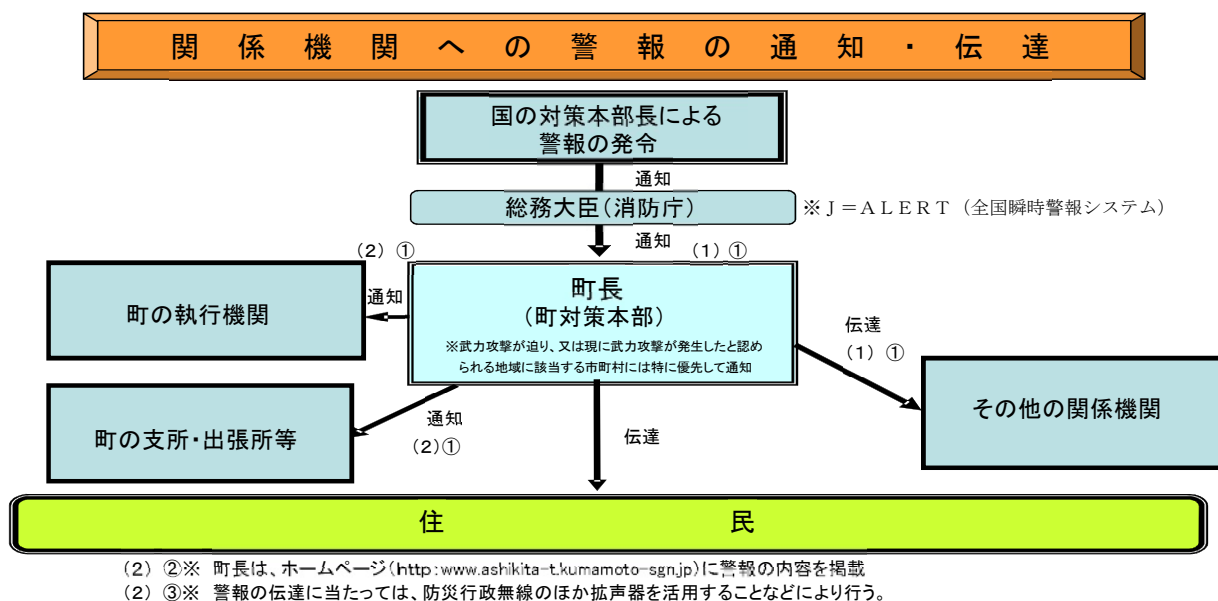 関係機関への警報の通知・伝達
国の対策本部長による
警報の発令
通知
総務大臣(消防庁)
※J=ALERT(全国瞬時警報システム)
通知
(2)①
(1)①
町の執行機関
通知
町長
(町対策本部)
※武力攻撃が迫り、又は現に武力攻撃が発生したと認め
られる地域に該当する市町村には特に優先して通知
伝達
(1)①
その他の関係機関
町の支所・出張所等
通知
(2)①
伝達
住民
(2)②※ 町長は、ホームページ(http:www.ashikita-t.kumamoto-sgn.jp)に警報の内容を掲載
(2)③※ 警報の伝達に当たっては、防災行政無線のほか拡声器を活用することなどにより行う。